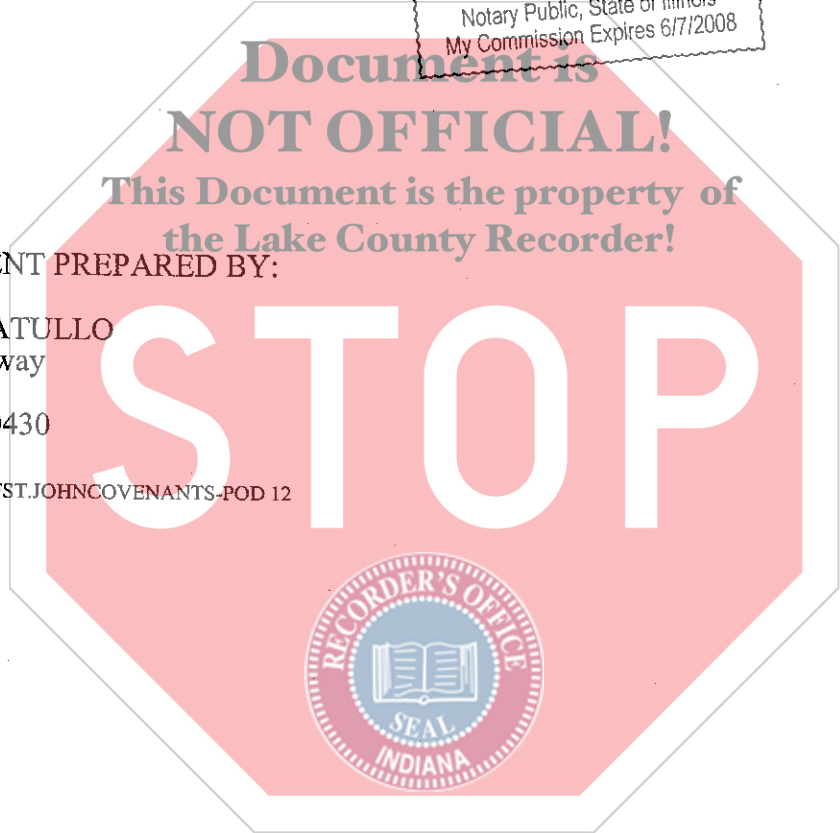 Notary Public, State of Illinois
My Commission Expires 6/7/2008
Document is
NOT OFFICIAL!
This Document is the property of
the Lake County Recorder!
ENT PREPARED BY:
ATULLO
way
STOP
0430
ST.JOHNCOVENANTS-POD 12
RECORDER'S OFFICE
SEAL
INDIANA